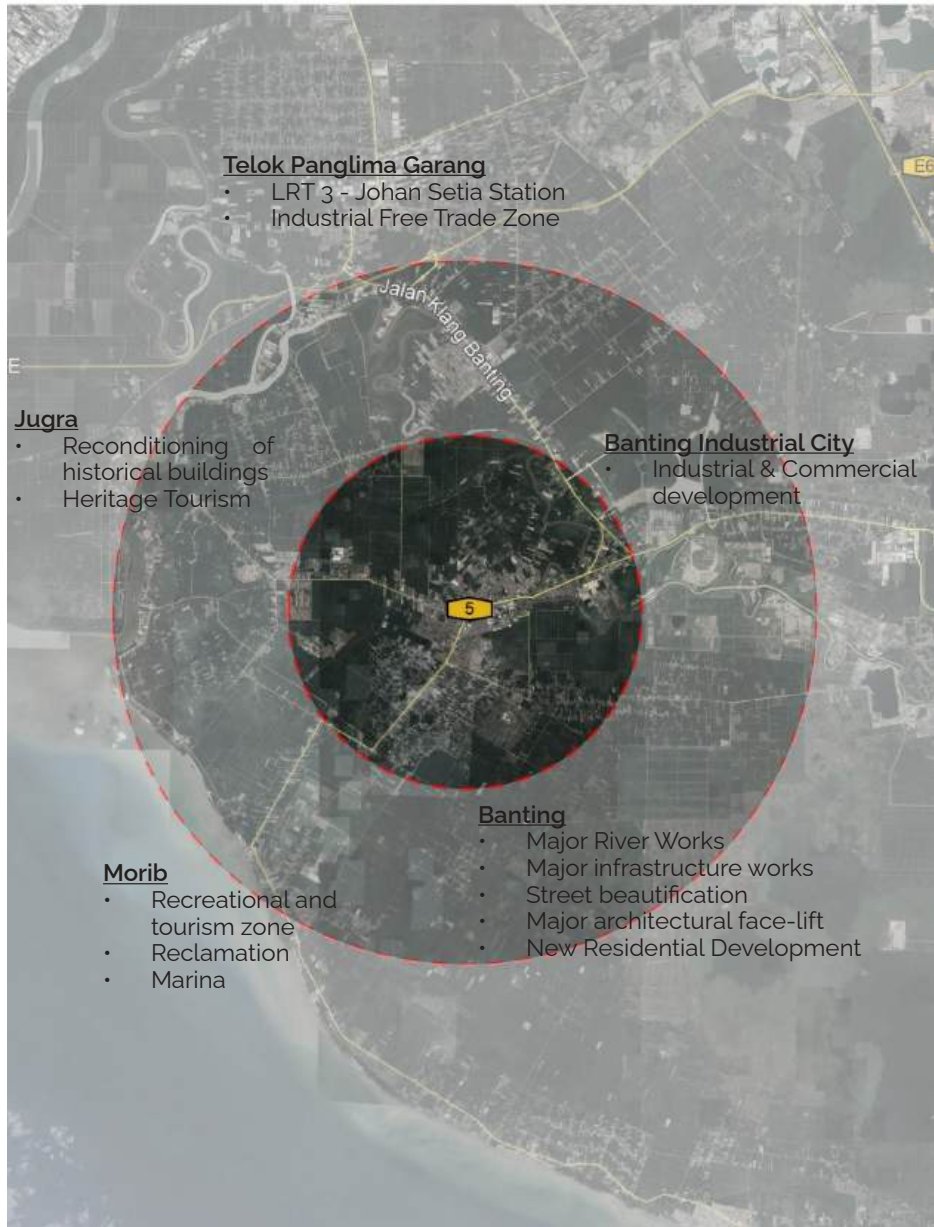 Telok Panglima Garang
• LRT 3 - Johan Setia Station
• Industrial Free Trade Zone
E6
Jalan Klang Banting
E
Jugra
• Reconditioning of
historical buildings
• Heritage Tourism
Banting Industrial City
• Industrial & Commercial
development
5
Banting
• Major River Works
• Major infrastructure works
• Street beautification
• Major architectural face-lift
• New Residential Development
Morib
• Recreational and
tourism zone
• Reclamation
• Marina